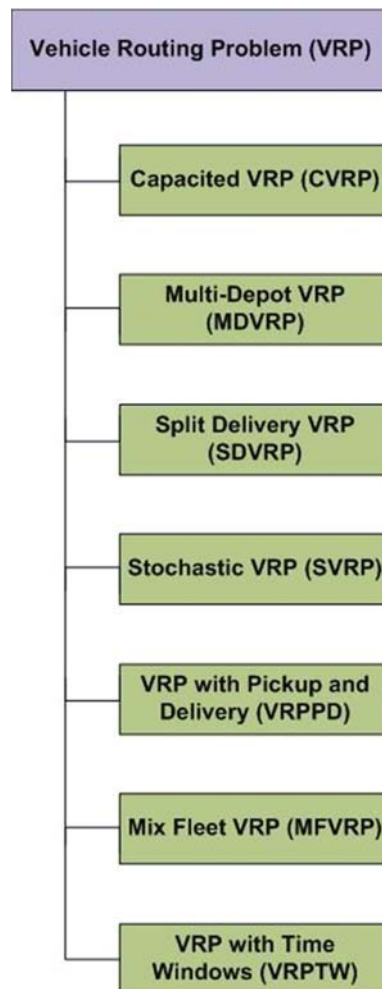 Vehicle Routing Problem (VRP)
Capacited VRP (CVRP)
Multi-Depot VRP
(MDVRP)
Split Delivery VRP
(SDVRP)
Stochastic VRP (SVRP)
VRP with Pickup and
Delivery (VRPPD)
Mix Fleet VRP (MFVRP)
VRP with Time
Windows (VRPTW)